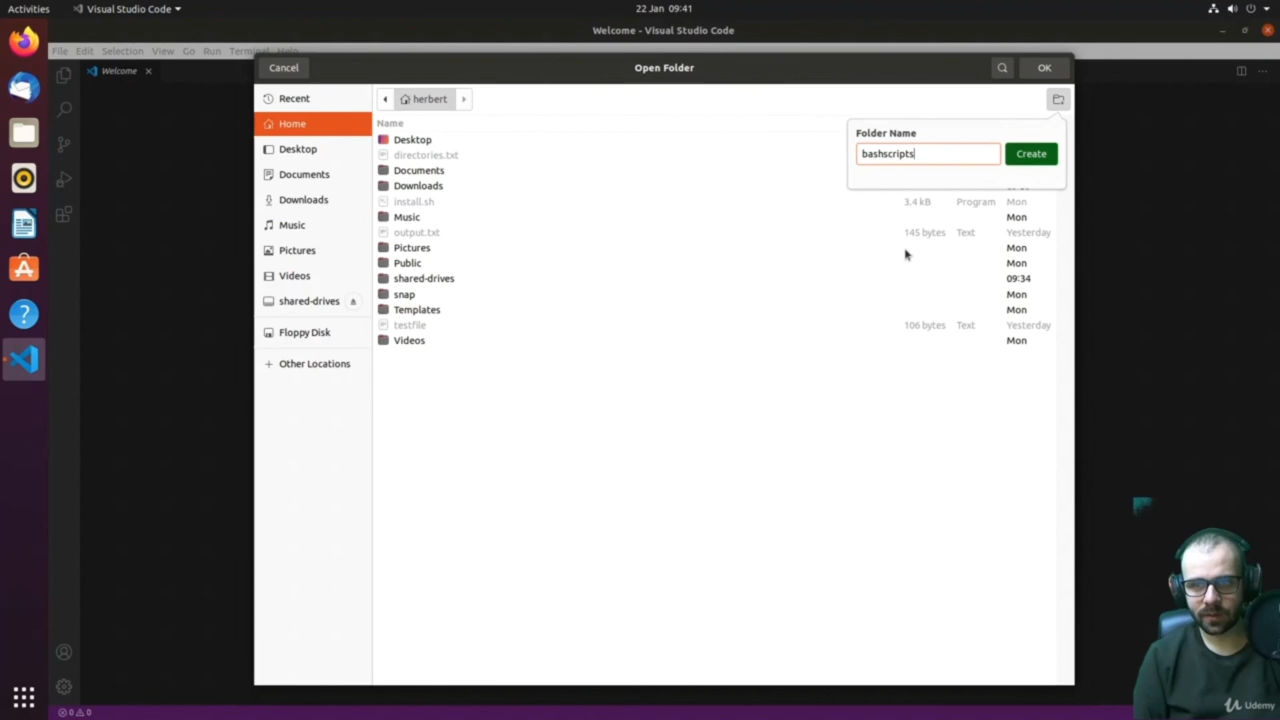 Activities
Visual Studio Code
22 Jan 09:41
Welcome - Visual Studio Code
File Edit Selection View Go Run Terminal Help
Welcome
Cancel
Open Folder
OK
Recent
herbert
Home
Name
Folder Name
bashscripts
Create
Desktop
Documents
Downloads
Music
Pictures
Videos
shared-drives
Floppy Disk
Other Locations
Desktop
directories.txt
Documents
Downloads
install.sh 3.4 kB Program Mon
Music Mon
output.txt 145 bytes Text Yesterday
Pictures Mon
Public Mon
shared-drives 09:34
snap Mon
Templates Mon
testfile 106 bytes Text Yesterday
Videos Mon
0 0
Udemy